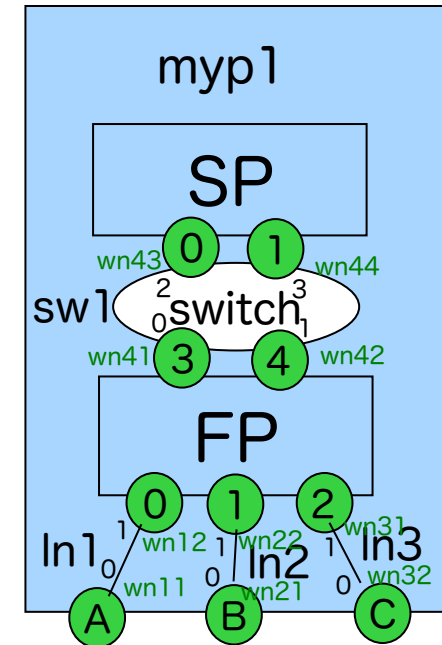 myp1
SP
0 1
wn43 wn44
2 3
sw1 switch
0 1
wn41 3 4 wn42
FP
0 1 2
1 wn12 1 wn22 1 wn31
ln1 ln2 ln3
0 wn11 0 wn21 0 wn32
A B C